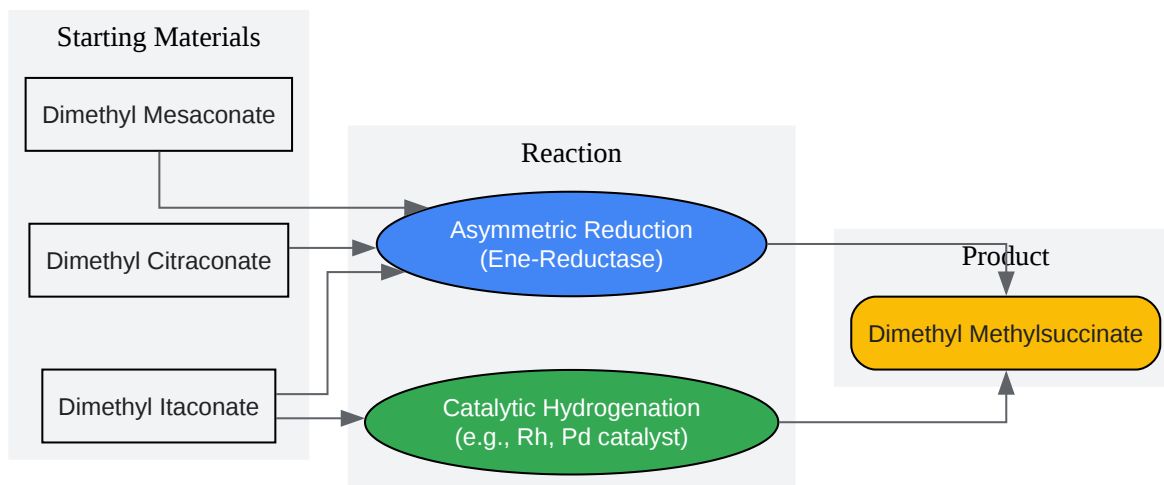 Starting Materials
Dimethyl Mesaconate
Dimethyl Citraconate
Dimethyl Itaconate
Reaction
Asymmetric Reduction
(Ene-Reductase)
Catalytic Hydrogenation
(e.g., Rh, Pd catalyst)
Product
Dimethyl Methylsuccinate